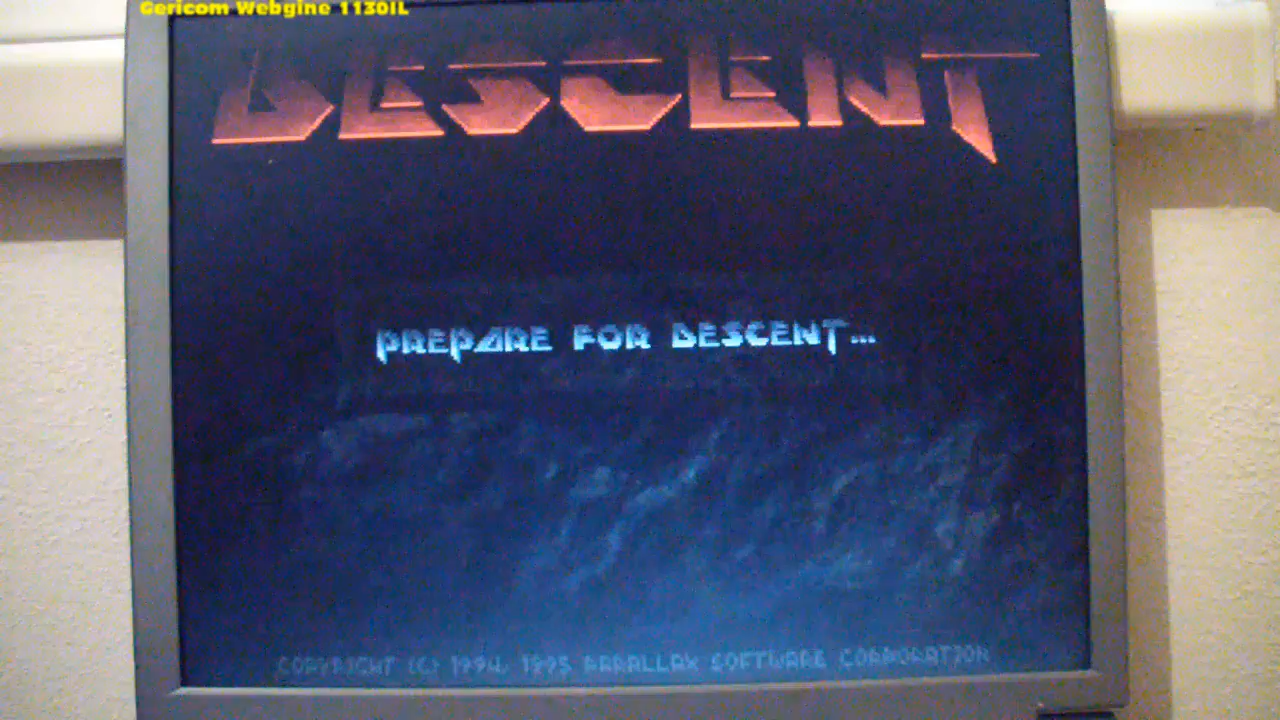 Gericom Webgine 1130IL
DESCENT
PREPARE FOR DESCENT...
COPYRIGHT (C) 1994, 1995 PARALLAX SOFTWARE CORPORATION